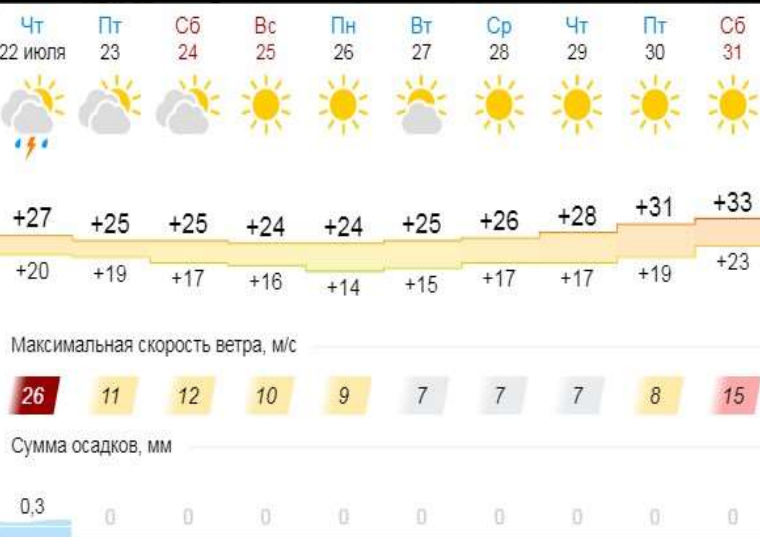 Чт Пт Сб Вс Пн Вт Ср Чт Пт Сб
22 июля 23 24 25 26 27 28 29 30 31
+27 +25 +25 +24 +24 +25 +26 +28 +31 +33
+20 +19 +17 +16 +14 +15 +17 +17 +19 +23
Максимальная скорость ветра, м/с
26 11 12 10 9 7 7 7 8 15
Сумма осадков, мм
0,3 0 0 0 0 0 0 0 0 0